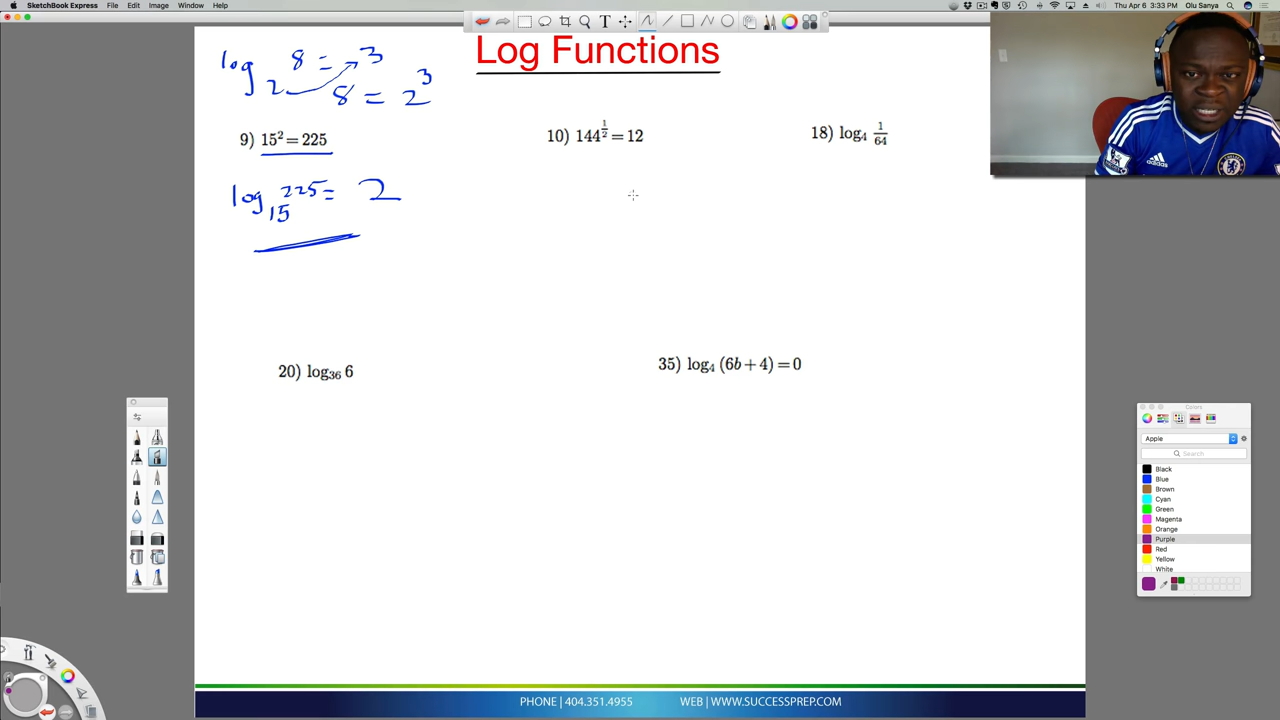 SketchBook Express File Edit Image Window Help
Thu Apr 6 3:33 PM Olu Sanya
T
Log Functions
log₂ 8 = 3
8 = 2³
9) 15² = 225
10) 144^(1/2) = 12
18) log₄ 1/64
log₁₅ 225 = 2
20) log₃₆ 6
35) log₄ (6b + 4) = 0
Colors
Apple
Search
Black
Blue
Brown
Cyan
Green
Magenta
Orange
Purple
Red
Yellow
White
PHONE | 404.351.4955 WEB | WWW.SUCCESSPREP.COM